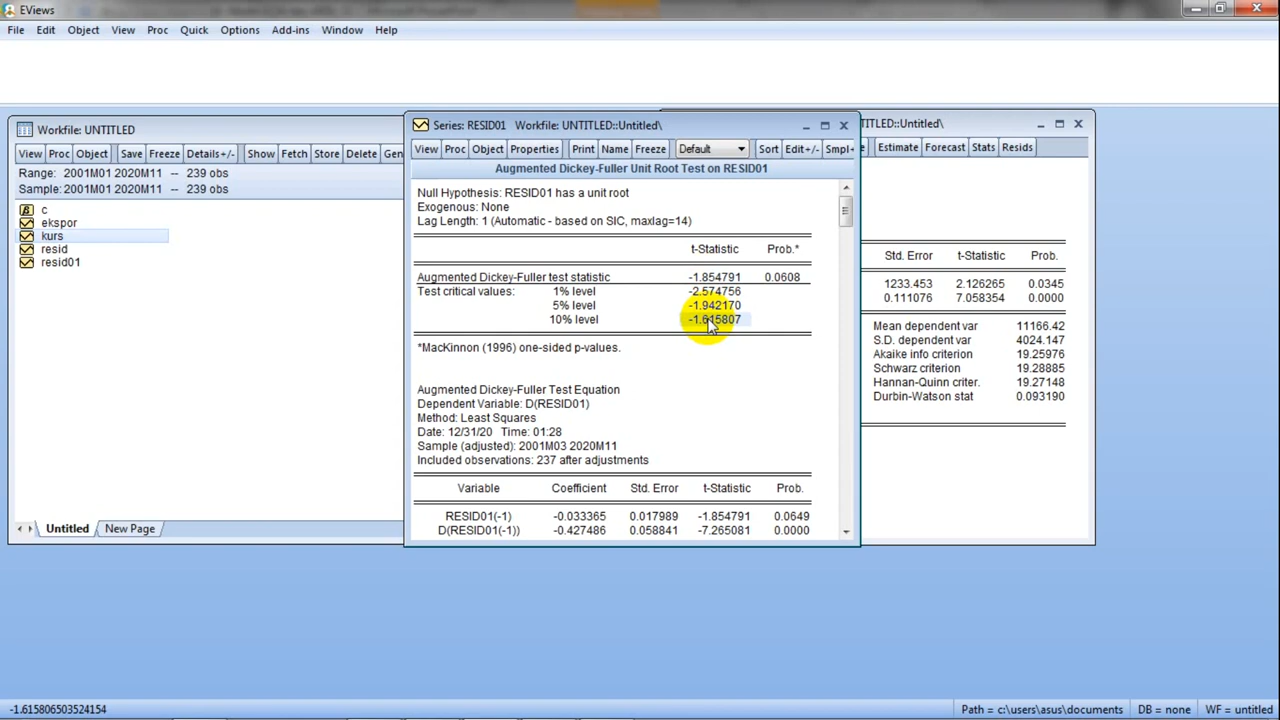 EViews
File Edit Object View Proc Quick Options Add-ins Window Help
Workfile: UNTITLED
View Proc Object Save Freeze Details+/- Show Fetch Store Delete Gen
Range: 2001M01 2020M11 -- 239 obs
Sample: 2001M01 2020M11 -- 239 obs
c
ekspor
kurs
resid
resid01
Untitled New Page
Series: RESID01 Workfile: UNTITLED::Untitled\
View Proc Object Properties Print Name Freeze Default Sort Edit+/- Smpl+
Augmented Dickey-Fuller Unit Root Test on RESID01
Null Hypothesis: RESID01 has a unit root
Exogenous: None
Lag Length: 1 (Automatic - based on SIC, maxlag=14)
t-Statistic Prob.*
Augmented Dickey-Fuller test statistic -1.854791 0.0608
Test critical values: 1% level -2.574756
5% level -1.942170
10% level -1.615807
*MacKinnon (1996) one-sided p-values.
Augmented Dickey-Fuller Test Equation
Dependent Variable: D(RESID01)
Method: Least Squares
Date: 12/31/20 Time: 01:28
Sample (adjusted): 2001M03 2020M11
Included observations: 237 after adjustments
Variable Coefficient Std. Error t-Statistic Prob.
RESID01(-1) -0.033365 0.017989 -1.854791 0.0649
D(RESID01(-1)) -0.427486 0.058841 -7.265081 0.0000
TLED::Untitled\
Estimate Forecast Stats Resids
Std. Error t-Statistic Prob.
1233.453 2.126265 0.0345
0.111076 7.058354 0.0000
Mean dependent var 11166.42
S.D. dependent var 4024.147
Akaike info criterion 19.25976
Schwarz criterion 19.28885
Hannan-Quinn criter. 19.27148
Durbin-Watson stat 0.093190
-1.615806503524154
Path = c:\users\asus\documents DB = none WF = untitled